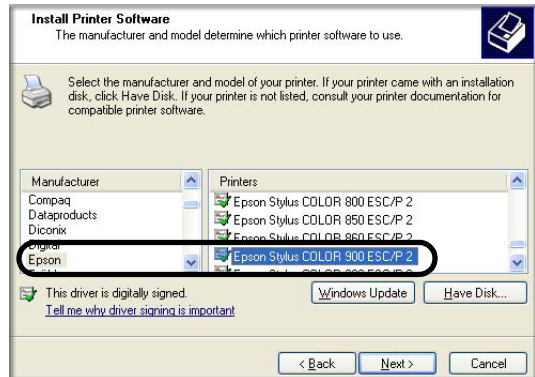 Install Printer Software
The manufacturer and model determine which printer software to use.
Select the manufacturer and model of your printer. If your printer came with an installation
disk, click Have Disk. If your printer is not listed, consult your printer documentation for
compatible printer software.
Manufacturer
Compaq
Dataproducts
Diconix
Digital
Epson
Printers
Epson Stylus COLOR 800 ESC/P 2
Epson Stylus COLOR 850 ESC/P 2
Epson Stylus COLOR 860 ESC/P 2
Epson Stylus COLOR 900 ESC/P 2
This driver is digitally signed.
Tell me why driver signing is important
Windows Update
Have Disk...
< Back
Next >
Cancel